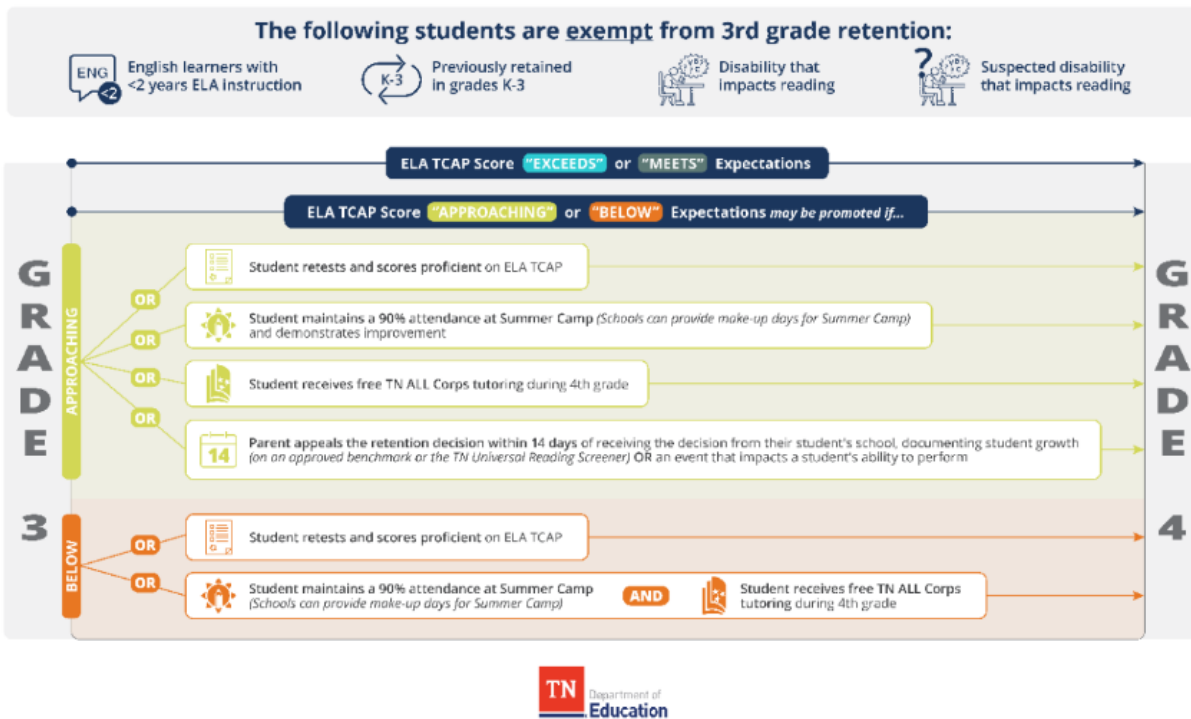 The following students are exempt from 3rd grade retention:
ENG
<2
English learners with
<2 years ELA instruction
K-3
Previously retained
in grades K-3
Disability that
impacts reading
?
Suspected disability
that impacts reading
ELA TCAP Score "EXCEEDS" or "MEETS" Expectations
ELA TCAP Score "APPROACHING" or "BELOW" Expectations may be promoted if...
GRADE 3
APPROACHING
OR
Student retests and scores proficient on ELA TCAP
OR
Student maintains a 90% attendance at Summer Camp (Schools can provide make-up days for Summer Camp)
and demonstrates improvement
OR
Student receives free TN ALL Corps tutoring during 4th grade
OR
14
Parent appeals the retention decision within 14 days of receiving the decision from their student's school, documenting student growth
(on an approved benchmark or the TN Universal Reading Screener) OR an event that impacts a student's ability to perform
BELOW
OR
Student retests and scores proficient on ELA TCAP
OR
Student maintains a 90% attendance at Summer Camp
(Schools can provide make-up days for Summer Camp)
AND
Student receives free TN ALL Corps
tutoring during 4th grade
GRADE 4
TN
Department of
Education